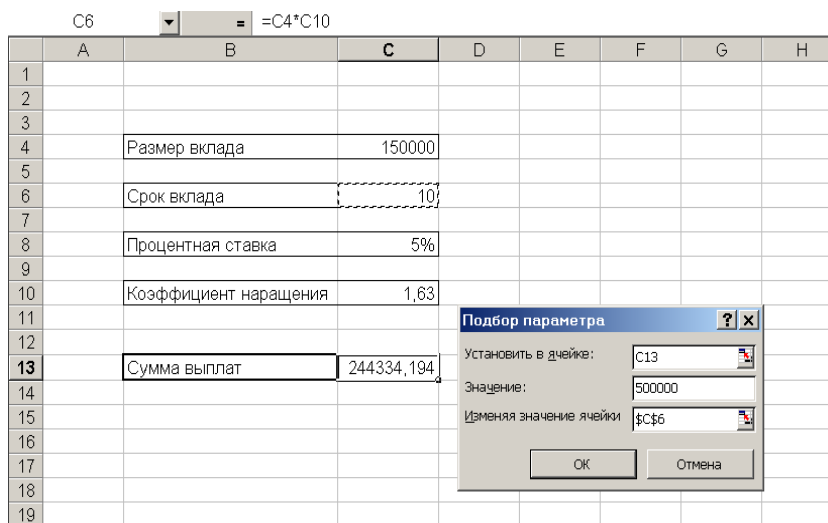 C6 = =C4*C10
A B C D E F G H
1
2
3
4 Размер вклада 150000
5
6 Срок вклада 10
7
8 Процентная ставка 5%
9
10 Коэффициент наращения 1,63
11
12
13 Сумма выплат 244334,194
14
15
16
17
18
19
Подбор параметра ? ×
Установить в ячейке: C13
Значение: 500000
Изменяя значение ячейки $C$6
ОК Отмена